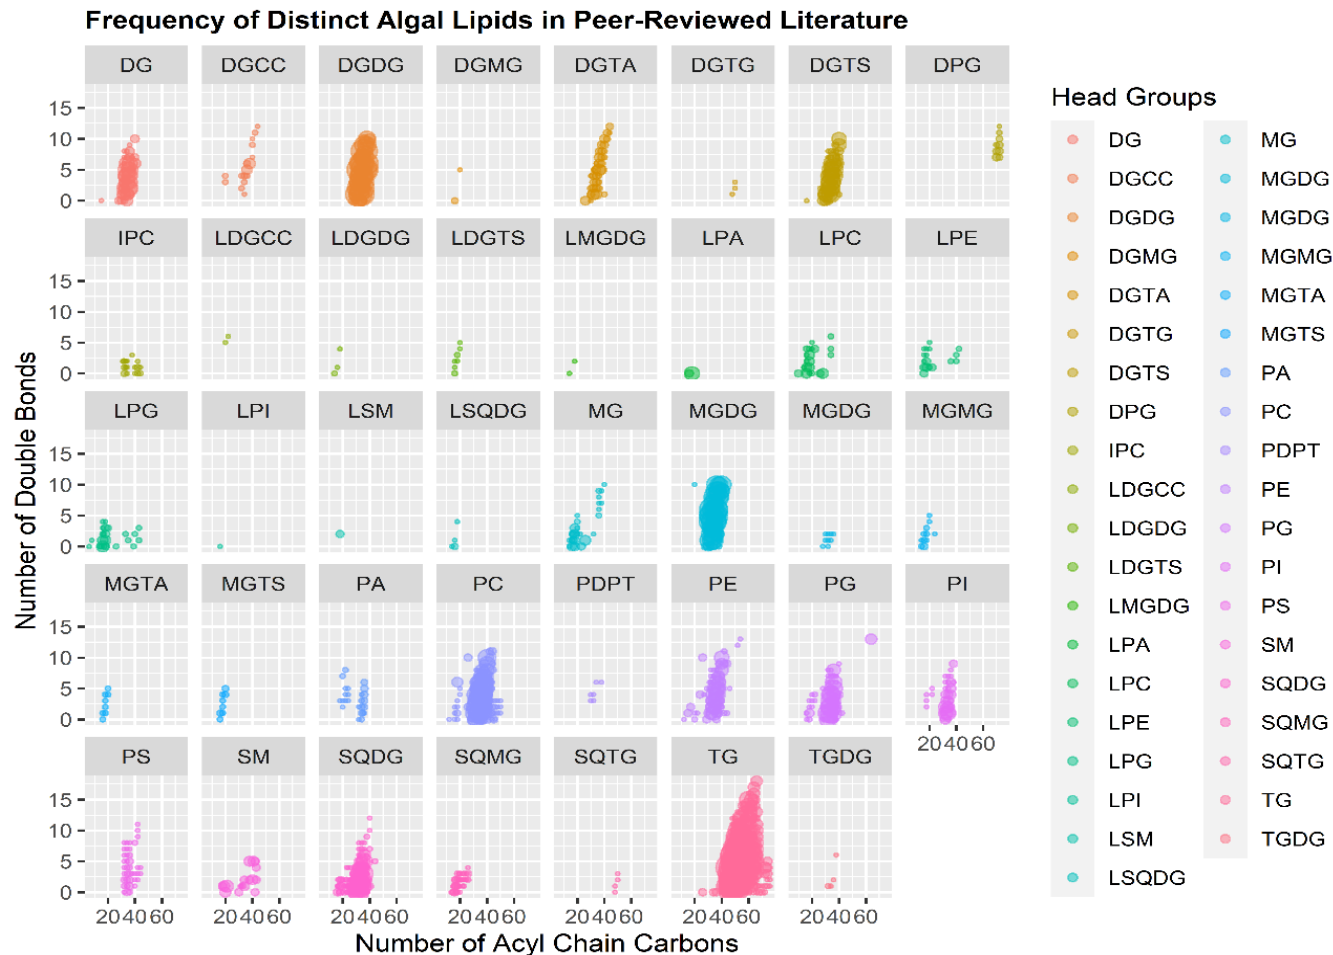 Frequency of Distinct Algal Lipids in Peer-Reviewed Literature
DG DGCC DGDG DGMG DGTA DGTG DGTS DPG
15
10
5
0
IPC LDGCC LDGDG LDGTS LMGDG LPA LPC LPE
15
10
5
0
LPG LPI LSM LSQDG MG MGDG MGDG MGMG
15
10
5
0
MGTA MGTS PA PC PDPT PE PG PI
15
10
5
0
204060
PS SM SQDG SQMG SQTG TG TGDG
15
10
5
0
204060 204060 204060 204060 204060 204060 204060
Number of Acyl Chain Carbons
Number of Double Bonds
Head Groups
DG
DGCC
DGDG
DGMG
DGTA
DGTG
DGTS
DPG
IPC
LDGCC
LDGDG
LDGTS
LMGDG
LPA
LPC
LPE
LPG
LPI
LSM
LSQDG
MG
MGDG
MGDG
MGMG
MGTA
MGTS
PA
PC
PDPT
PE
PG
PI
PS
SM
SQDG
SQMG
SQTG
TG
TGDG